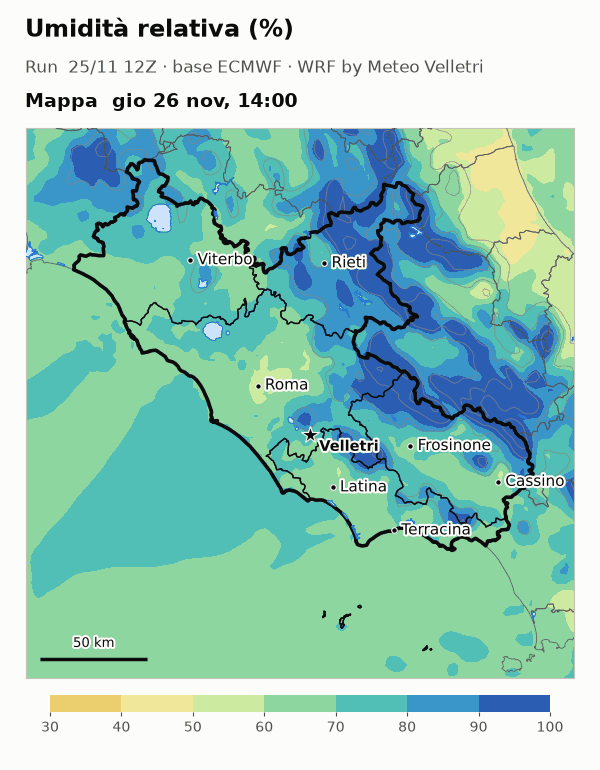 Umidità relativa (%)
Run  25/11 12Z · base ECMWF · WRF by Meteo Velletri
Mappa  gio 26 nov, 14:00
Viterbo
Rieti
Roma
Velletri
Frosinone
Cassino
Latina
Terracina
50 km
30 40 50 60 70 80 90 100